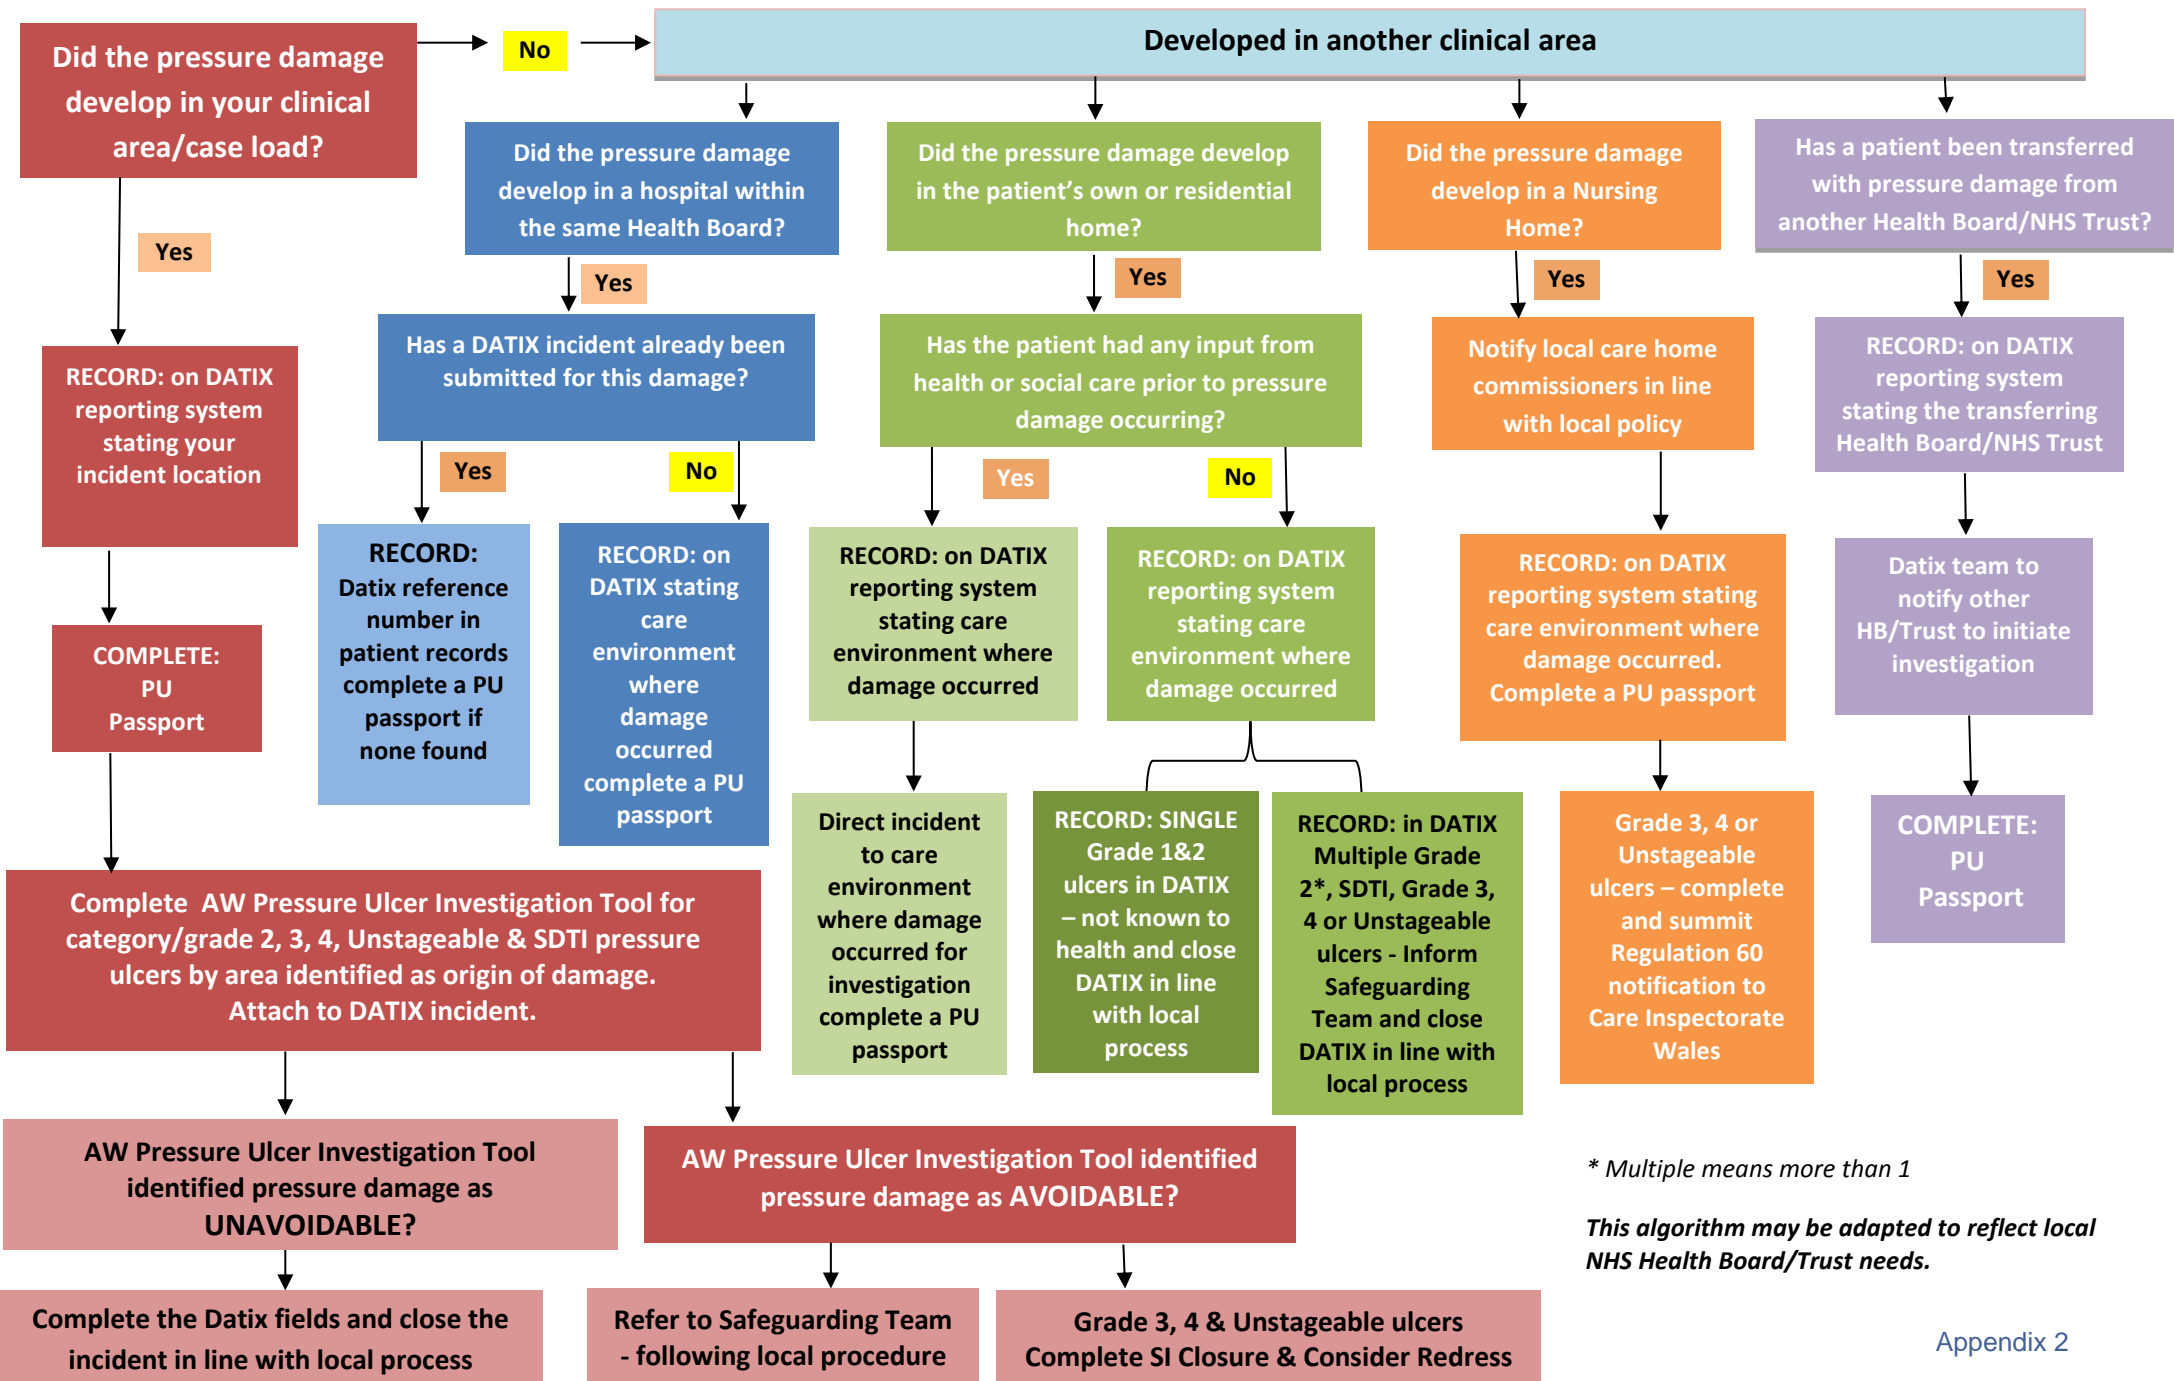 Did the pressure damage
develop in your clinical
area/case load?
No
Developed in another clinical area
Yes
RECORD: on DATIX
reporting system
stating your
incident location
COMPLETE:
PU
Passport
Complete AW Pressure Ulcer Investigation Tool for
category/grade 2, 3, 4, Unstageable & SDTI pressure
ulcers by area identified as origin of damage.
Attach to DATIX incident.
AW Pressure Ulcer Investigation Tool
identified pressure damage as
UNAVOIDABLE?
Complete the Datix fields and close the
incident in line with local process
AW Pressure Ulcer Investigation Tool identified
pressure damage as AVOIDABLE?
Refer to Safeguarding Team
- following local procedure
Grade 3, 4 & Unstageable ulcers
Complete SI Closure & Consider Redress
Did the pressure damage
develop in a hospital within
the same Health Board?
Yes
Has a DATIX incident already been
submitted for this damage?
Yes
No
RECORD:
Datix reference
number in
patient records
complete a PU
passport if
none found
RECORD: on
DATIX stating
care
environment
where
damage
occurred
complete a PU
passport
Did the pressure damage develop
in the patient's own or residential
home?
Yes
Has the patient had any input from
health or social care prior to pressure
damage occurring?
Yes
No
RECORD: on DATIX
reporting system
stating care
environment where
damage occurred
Direct incident
to care
environment
where damage
occurred for
investigation
complete a PU
passport
RECORD: on DATIX
reporting system
stating care
environment where
damage occurred
RECORD: SINGLE
Grade 1&2
ulcers in DATIX
– not known to
health and close
DATIX in line
with local
process
RECORD: in DATIX
Multiple Grade
2*, SDTI, Grade 3,
4 or Unstageable
ulcers - Inform
Safeguarding
Team and close
DATIX in line with
local process
Did the pressure damage
develop in a Nursing
Home?
Yes
Notify local care home
commissioners in line
with local policy
RECORD: on DATIX
reporting system stating
care environment where
damage occurred.
Complete a PU passport
Grade 3, 4 or
Unstageable
ulcers – complete
and summit
Regulation 60
notification to
Care Inspectorate
Wales
Has a patient been transferred
with pressure damage from
another Health Board/NHS Trust?
Yes
RECORD: on DATIX
reporting system
stating the transferring
Health Board/NHS Trust
Datix team to
notify other
HB/Trust to initiate
investigation
COMPLETE:
PU
Passport
* Multiple means more than 1
This algorithm may be adapted to reflect local
NHS Health Board/Trust needs.
Appendix 2